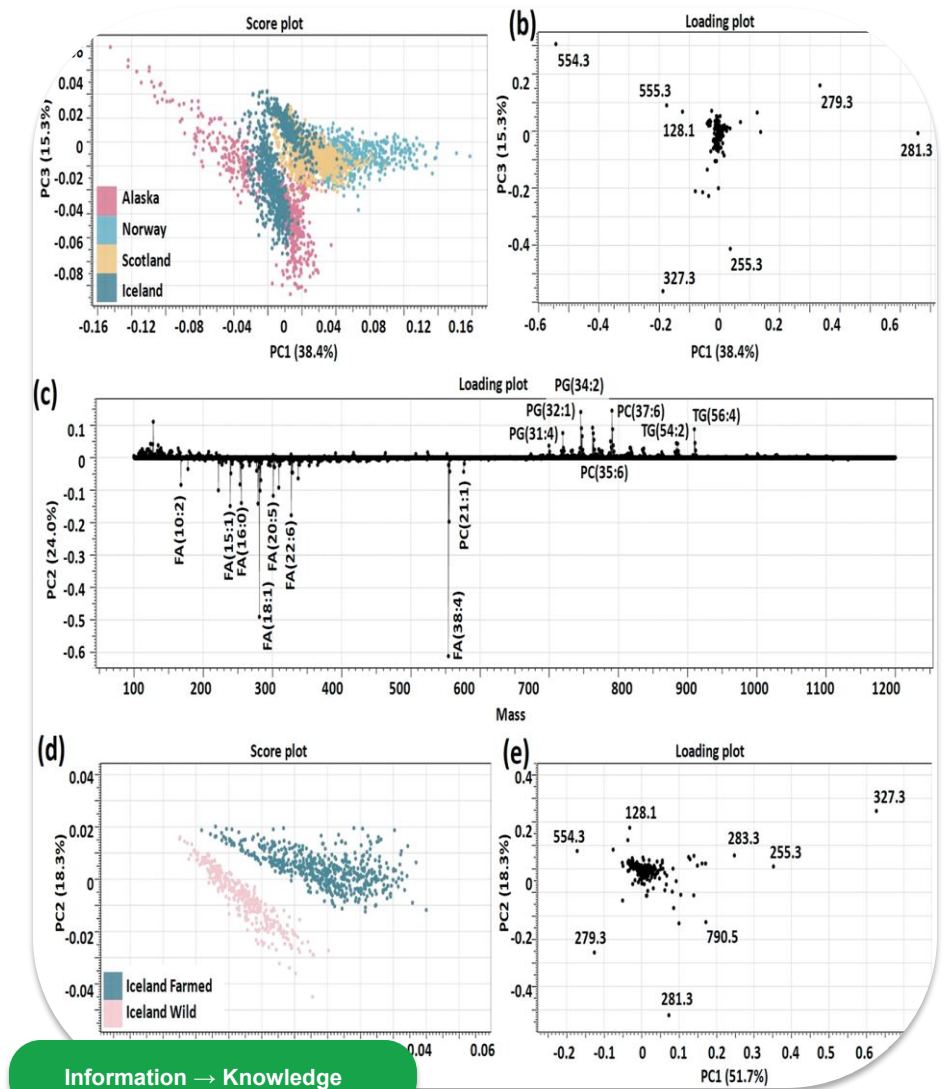 Score plot
0.04
0.02
0
-0.02
-0.04
-0.06
-0.08
PC3 (15.3%)
Alaska
Norway
Scotland
Iceland
-0.16 -0.12 -0.08 -0.04 0 0.04 0.08 0.12 0.16
PC1 (38.4%)
(b)
Loading plot
554.3
555.3
128.1
279.3
281.3
327.3
255.3
0.2
0
-0.2
-0.4
PC3 (15.3%)
-0.6 -0.4 -0.2 0 0.2 0.4 0.6
PC1 (38.4%)
(c)
Loading plot
PG(34:2)
PG(32:1)
PC(37:6)
PG(31:4)
TG(54:2)
TG(56:4)
PC(35:6)
0.1
0
-0.1
-0.2
-0.3
-0.4
-0.5
-0.6
PC2 (24.0%)
FA(10:2)
FA(15:1)
FA(16:0)
FA(18:1)
FA(20:5)
FA(22:6)
FA(38:4)
PC(21:1)
100 200 300 400 500 600 700 800 900 1000 1100 1200
Mass
(d)
Score plot
0.04
0.02
0
-0.02
-0.04
PC2 (18.3%)
Iceland Farmed
Iceland Wild
0.04 0.06
(e)
Loading plot
327.3
128.1
554.3
283.3
255.3
279.3
790.5
281.3
0.4
0.2
0
-0.2
-0.4
PC2 (18.3%)
-0.2 -0.1 0 0.1 0.2 0.3 0.4 0.5 0.6
PC1 (51.7%)
Information → Knowledge